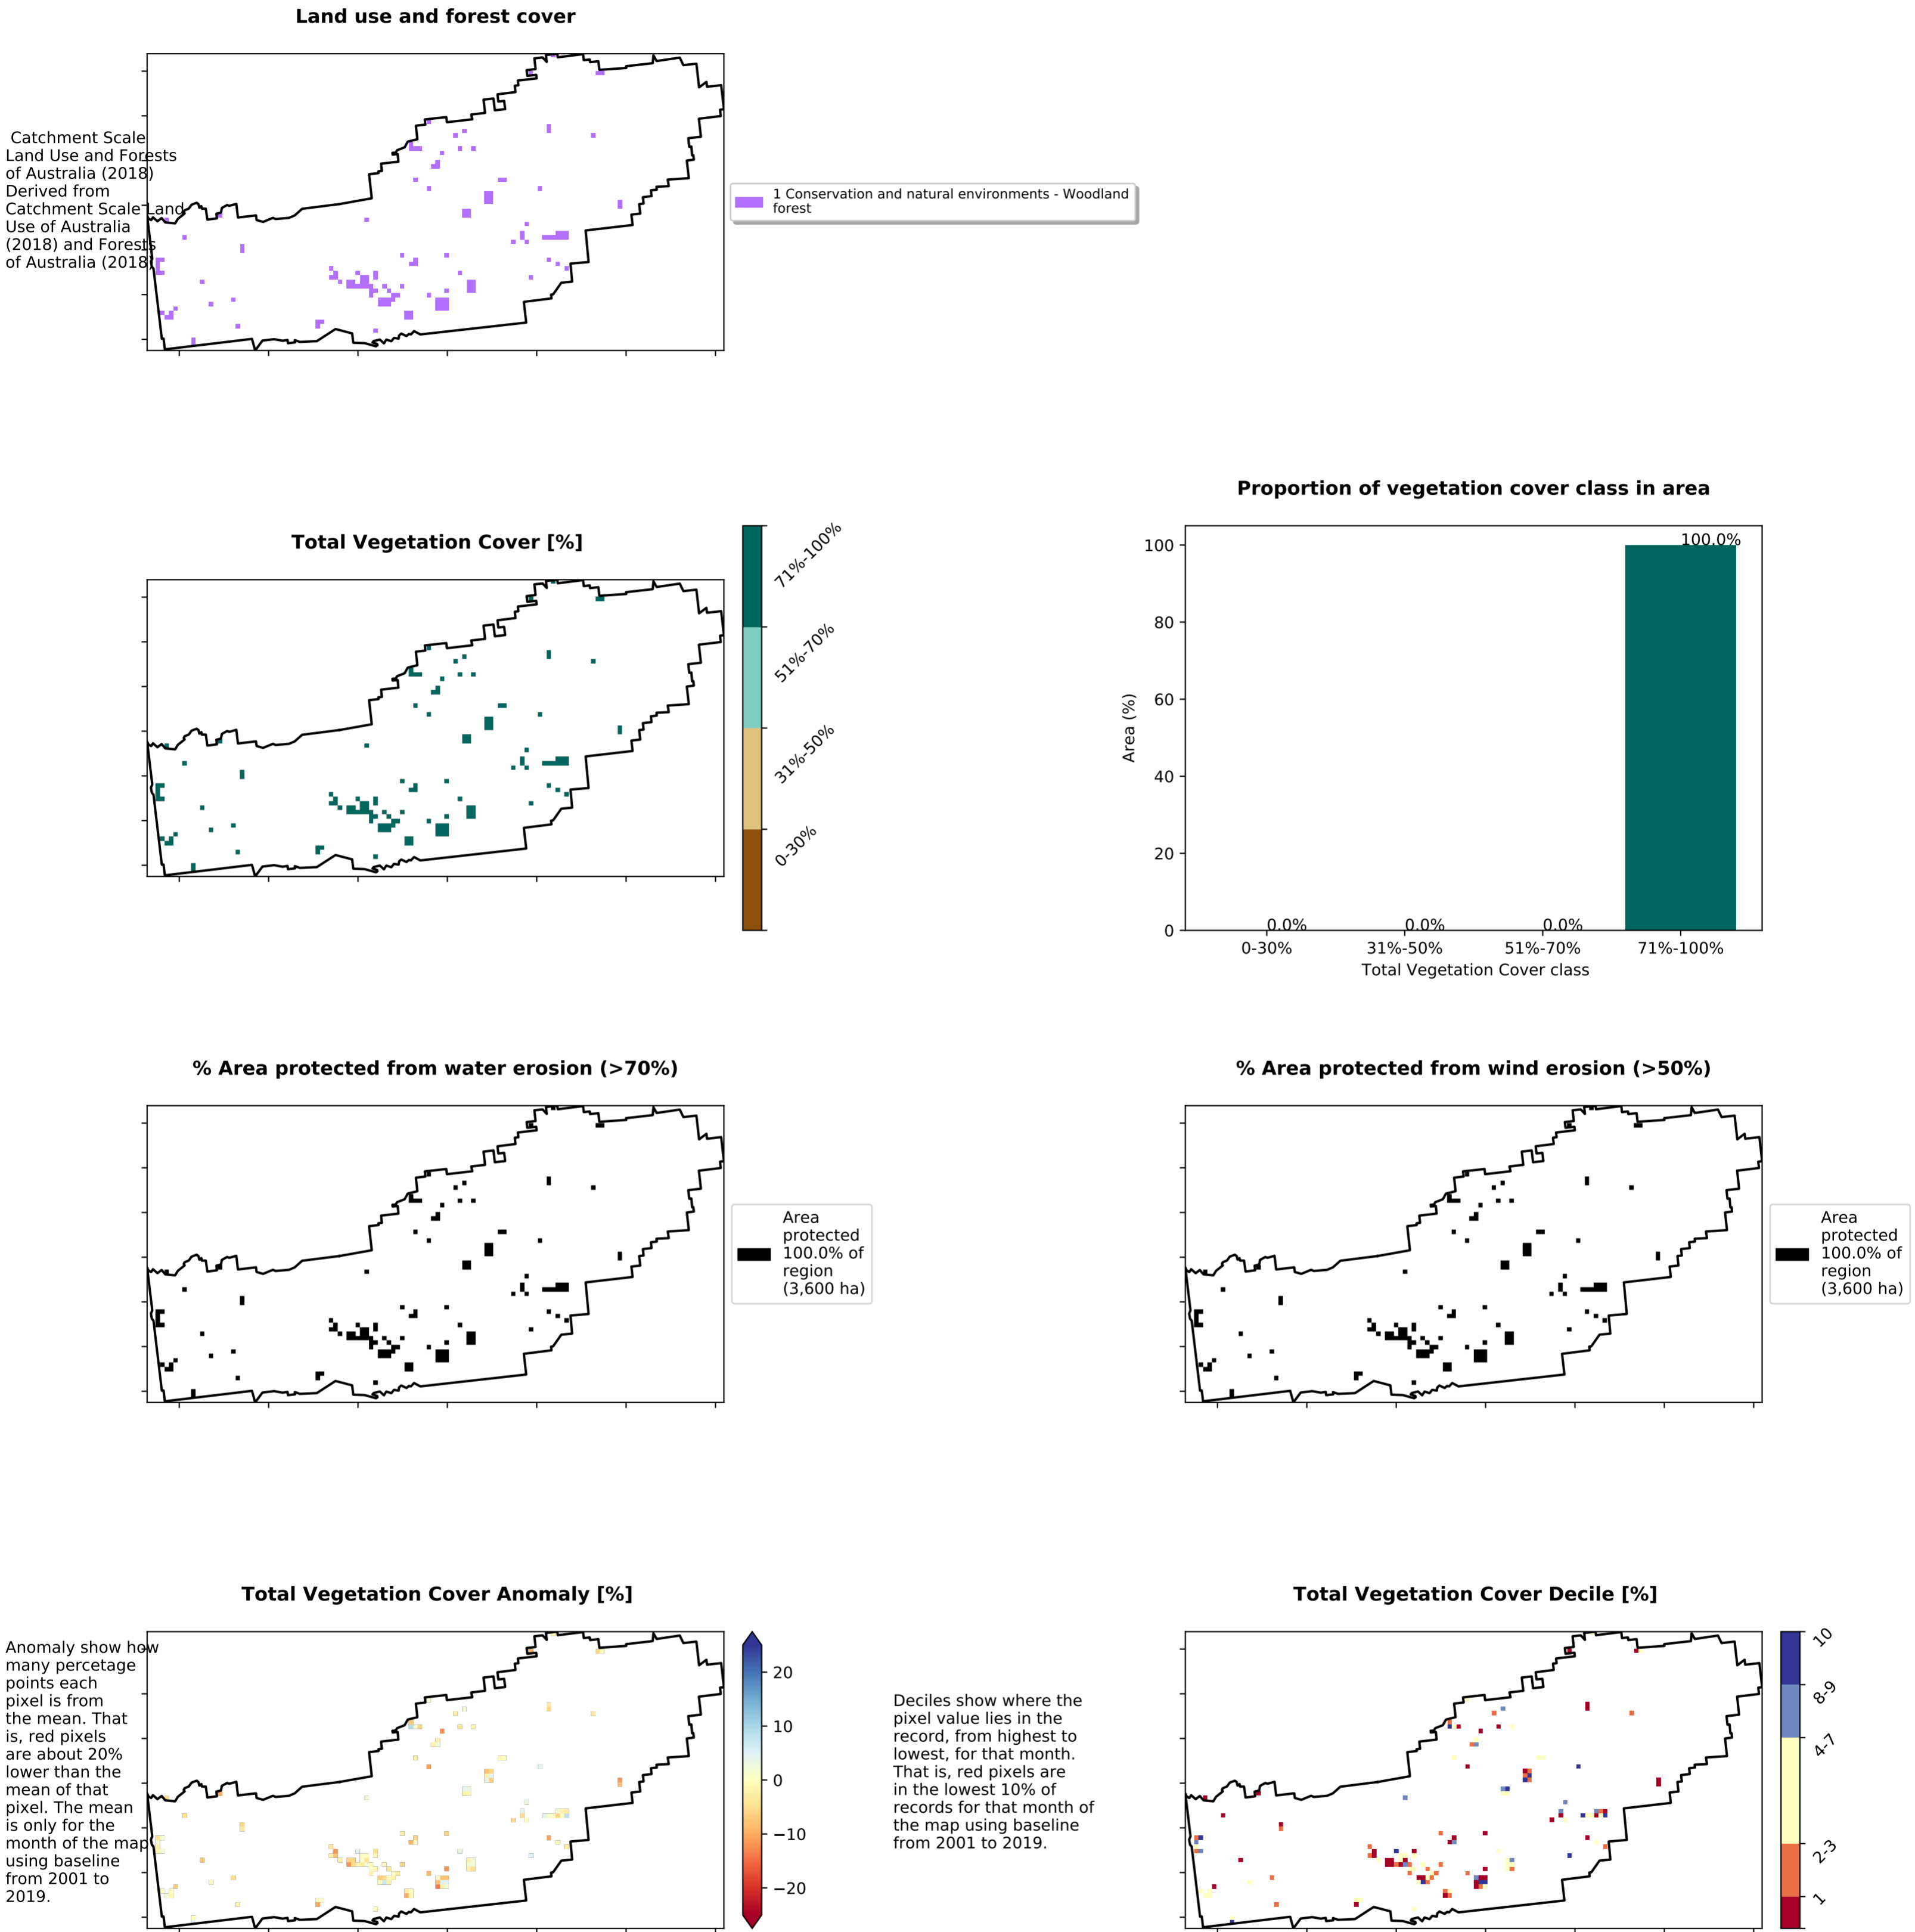 Land use and forest cover
Catchment Scale
Land Use and Forests
of Australia (2018)
Derived from
Catchment Scale Land
Use of Australia
(2018) and Forests
of Australia (2018)
1 Conservation and natural environments - Woodland
forest
Total Vegetation Cover [%]
71%-100%
51%-70%
31%-50%
0-30%
Proportion of vegetation cover class in area
Area (%)
100
80
60
40
20
0
0.0%
0.0%
0.0%
100.0%
0-30%
31%-50%
51%-70%
71%-100%
Total Vegetation Cover class
% Area protected from water erosion (>70%)
Area
protected
100.0% of
region
(3,600 ha)
% Area protected from wind erosion (>50%)
Area
protected
100.0% of
region
(3,600 ha)
Total Vegetation Cover Anomaly [%]
Anomaly show how
many percetage
points each
pixel is from
the mean. That
is, red pixels
are about 20%
lower than the
mean of that
pixel. The mean
is only for the
month of the map
using baseline
from 2001 to
2019.
20
10
0
−10
−20
Total Vegetation Cover Decile [%]
Deciles show where the
pixel value lies in the
record, from highest to
lowest, for that month.
That is, red pixels are
in the lowest 10% of
records for that month of
the map using baseline
from 2001 to 2019.
10
8-9
4-7
2-3
1